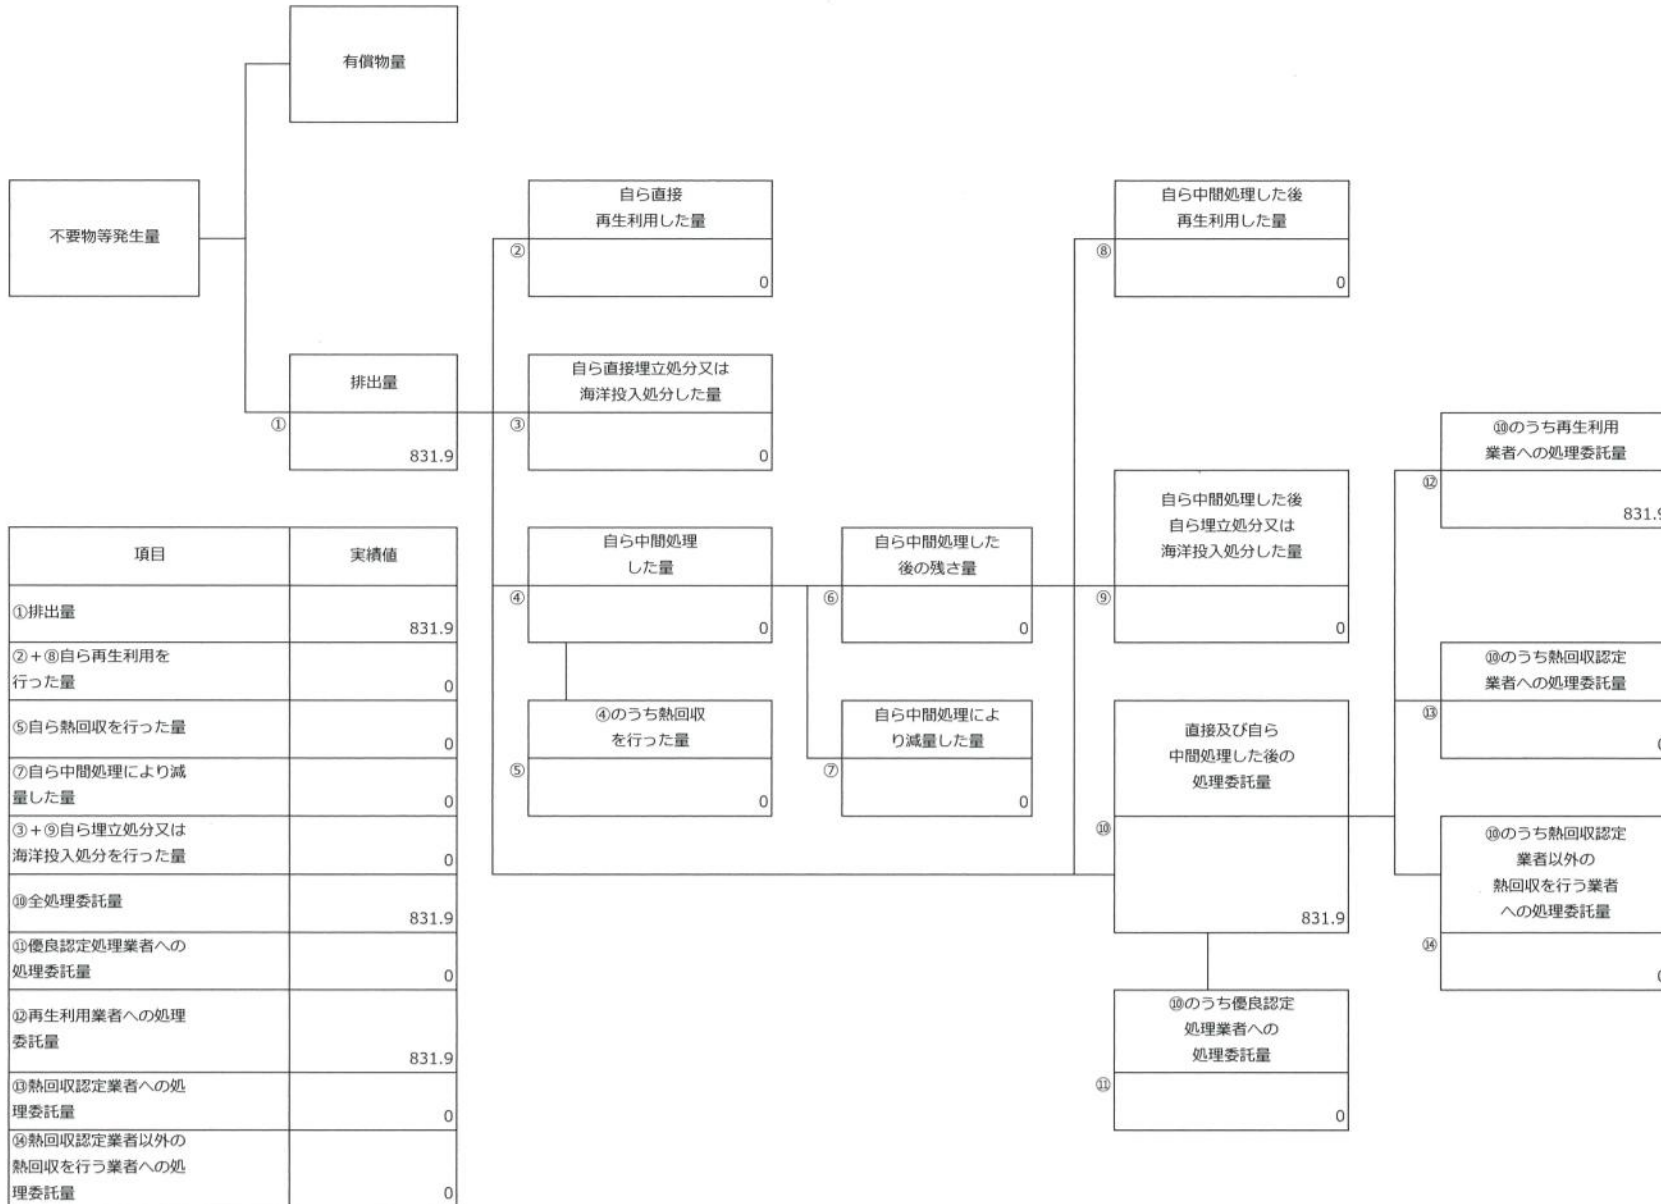 有償物量
不要物等発生量
自ら直接
再生利用した量
②
0
自ら中間処理した後
再生利用した量
⑧
0
排出量
①
831.9
自ら直接埋立処分又は
海洋投入処分した量
③
0
⑩のうち再生利用
業者への処理委託量
⑫
831.9
自ら中間処理
した量
④
0
自ら中間処理した
後の残さ量
⑥
0
自ら中間処理した後
自ら埋立処分又は
海洋投入処分した量
⑨
0
⑩のうち熱回収認定
業者への処理委託量
⑬
0
④のうち熱回収
を行った量
⑤
0
自ら中間処理によ
り減量した量
⑦
0
直接及び自ら
中間処理した後の
処理委託量
⑩
831.9
⑩のうち熱回収認定
業者以外の
熱回収を行う業者
への処理委託量
⑭
0
⑩のうち優良認定
処理業者への
処理委託量
⑪
0
項目 実績値
①排出量
831.9
②+⑧自ら再生利用を
行った量
0
⑤自ら熱回収を行った量
0
⑦自ら中間処理により減
量した量
0
③+⑨自ら埋立処分又は
海洋投入処分を行った量
0
⑩全処理委託量
831.9
⑪優良認定処理業者への
処理委託量
0
⑫再生利用業者への処理
委託量
831.9
⑬熱回収認定業者への処
理委託量
0
⑭熱回収認定業者以外の
熱回収を行う業者への処
理委託量
0